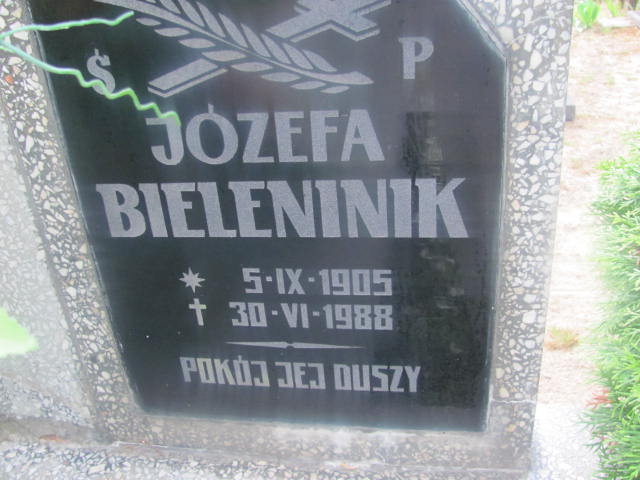 Ś P
JÓZEFA
BIELENINIK
5-IX-1905
30-VI-1988
POKÓJ JEJ DUSZY